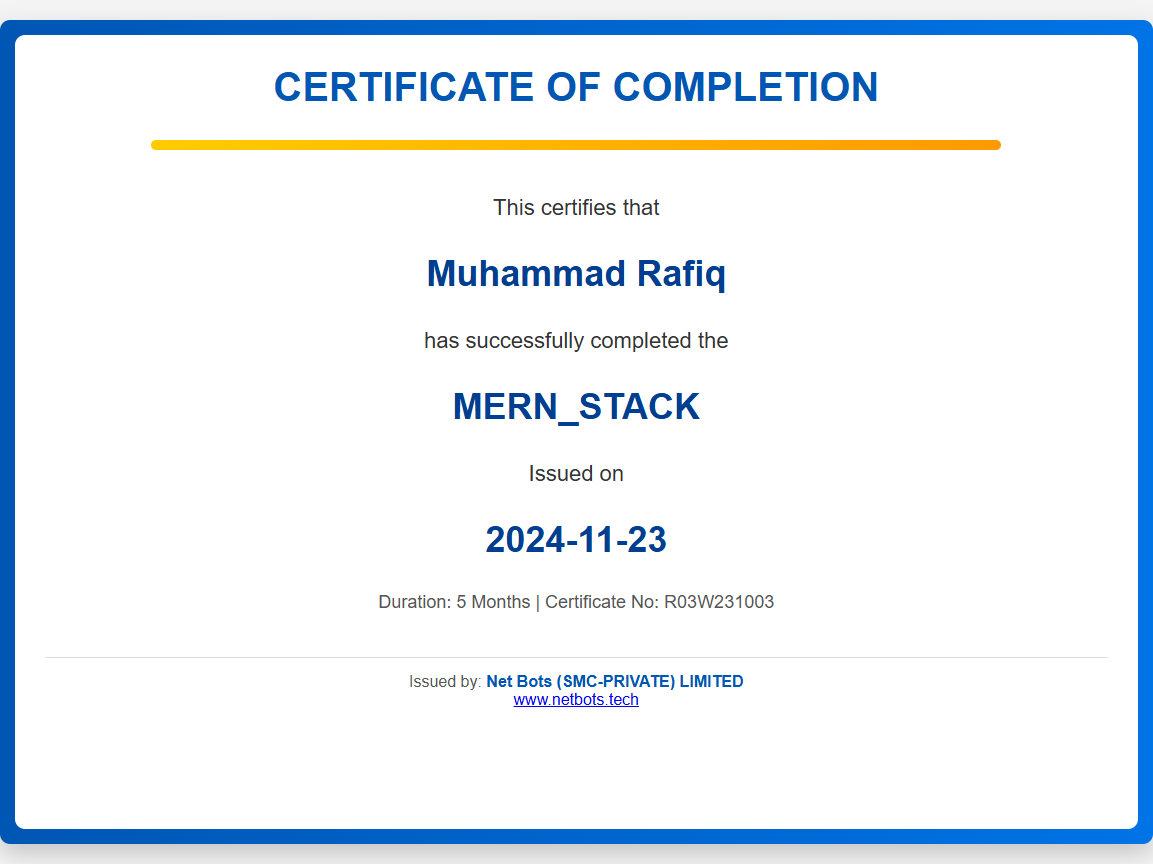 CERTIFICATE OF COMPLETION
This certifies that
Muhammad Rafiq
has successfully completed the
MERN_STACK
Issued on
2024-11-23
Duration: 5 Months | Certificate No: R03W231003
Issued by: Net Bots (SMC-PRIVATE) LIMITED
www.netbots.tech